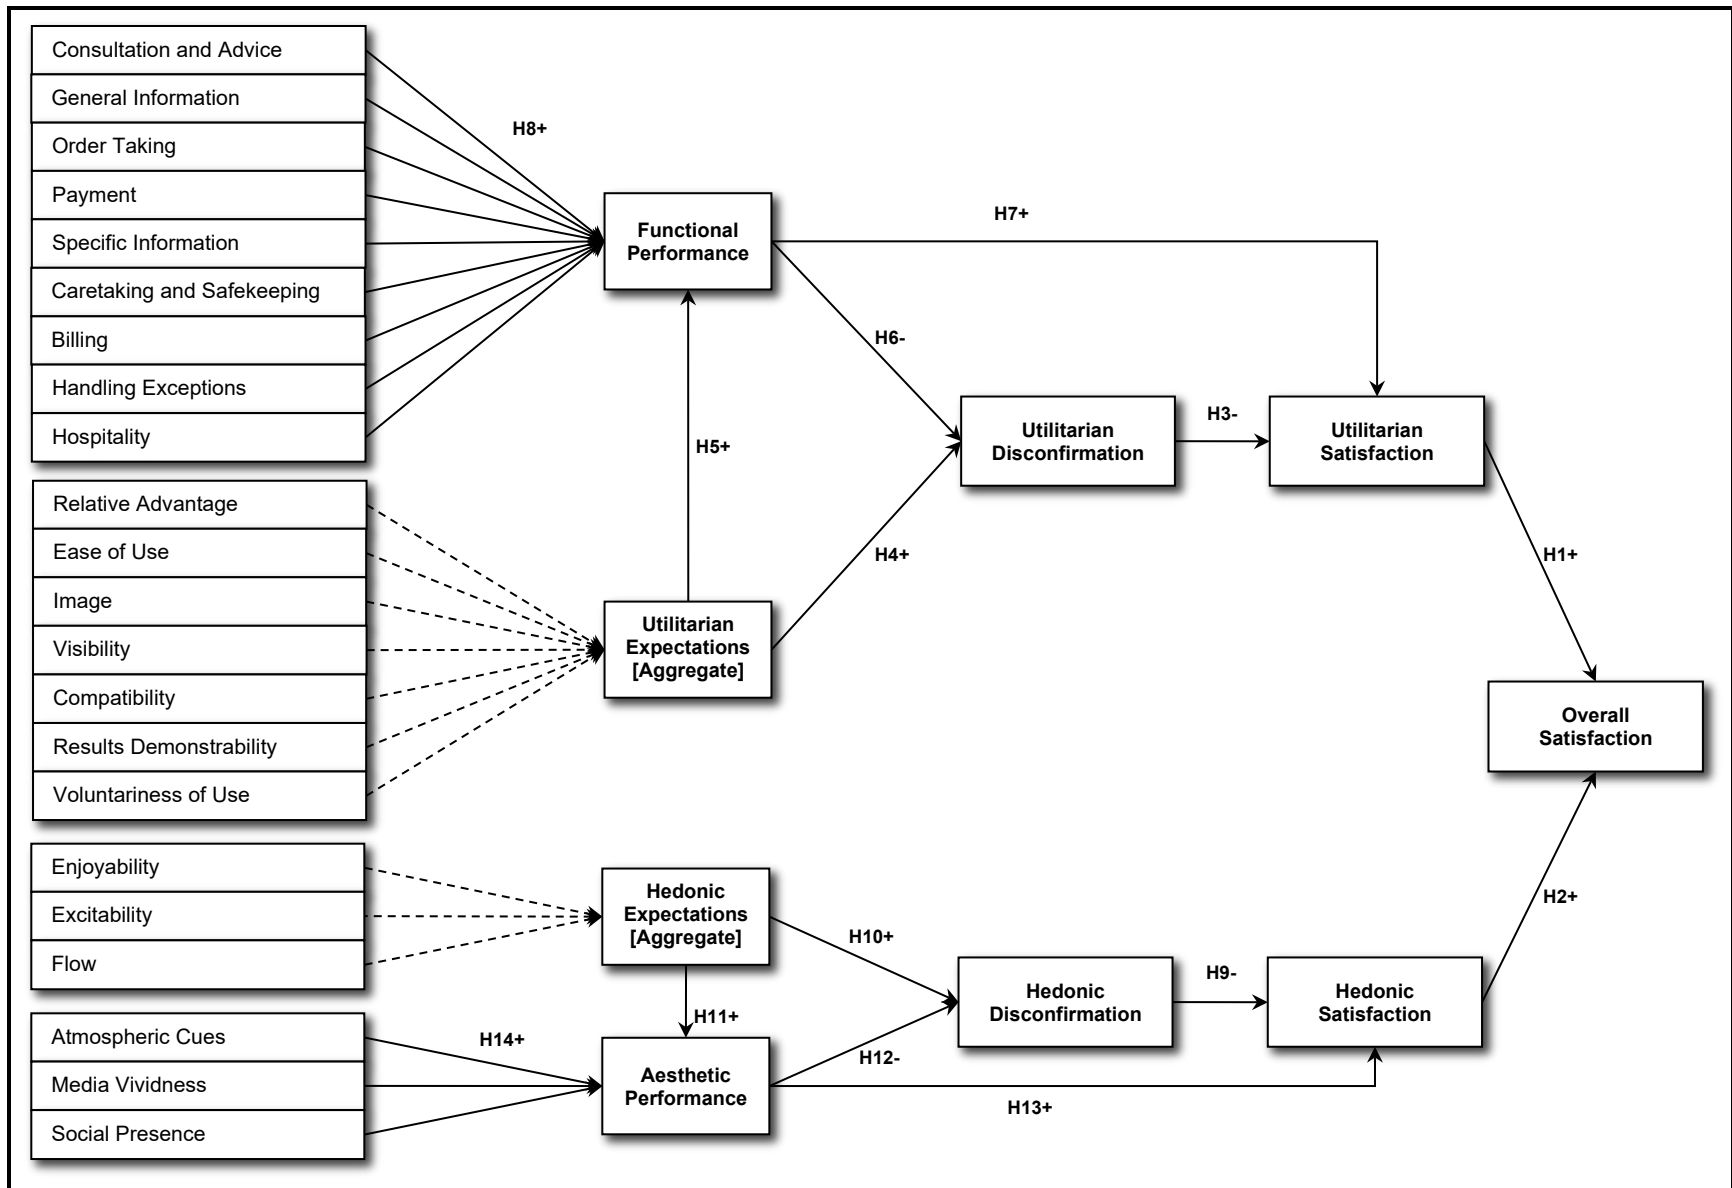 Consultation and Advice
General Information
Order Taking
Payment
Specific Information
Caretaking and Safekeeping
Billing
Handling Exceptions
Hospitality
H8+
Functional
Performance
H7+
H6-
H5+
Utilitarian
Disconfirmation
H3-
Utilitarian
Satisfaction
Relative Advantage
Ease of Use
Image
Visibility
Compatibility
Results Demonstrability
Voluntariness of Use
Utilitarian
Expectations
[Aggregate]
H4+
H1+
Overall
Satisfaction
Enjoyability
Excitability
Flow
Hedonic
Expectations
[Aggregate]
H10+
H11+
H2+
Hedonic
Disconfirmation
H9-
Hedonic
Satisfaction
Atmospheric Cues
Media Vividness
Social Presence
H14+
Aesthetic
Performance
H12-
H13+